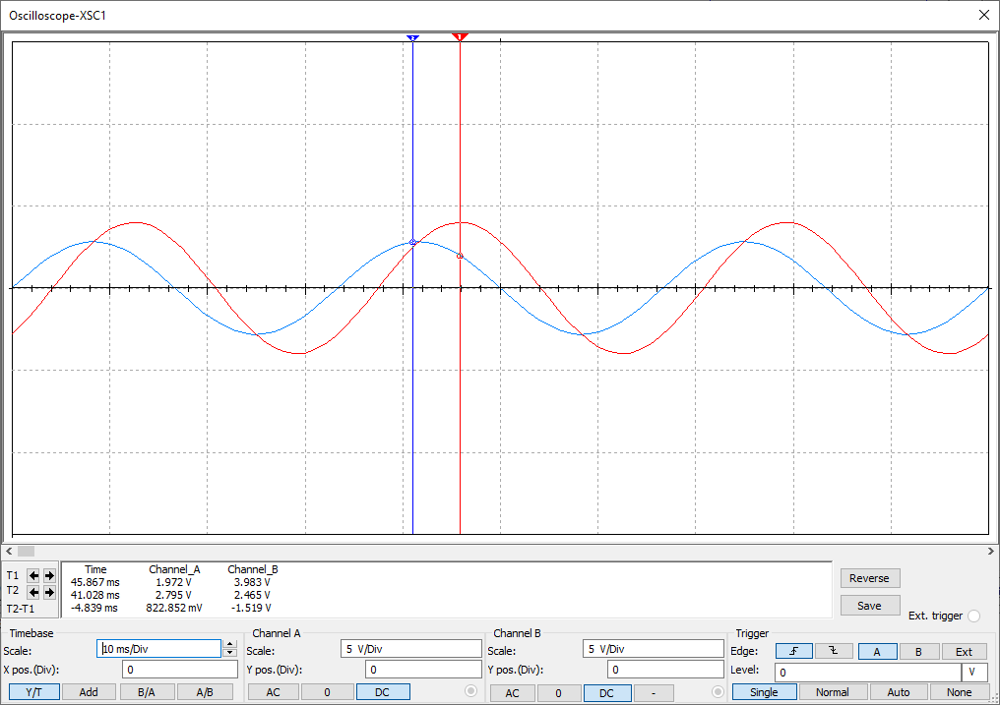 Oscilloscope-XSC1
Time Channel_A Channel_B
T1 45.867 ms 1.972 V 3.983 V
T2 41.028 ms 2.795 V 2.465 V
T2-T1 -4.839 ms 822.852 mV -1.519 V
Reverse
Save
Ext. trigger
Timebase
Scale: 10 ms/Div
X pos.(Div): 0
Y/T Add B/A A/B
Channel A
Scale: 5 V/Div
Y pos.(Div): 0
AC 0 DC
Channel B
Scale: 5 V/Div
Y pos.(Div): 0
AC 0 DC -
Trigger
Edge: A B Ext
Level: 0 V
Single Normal Auto None